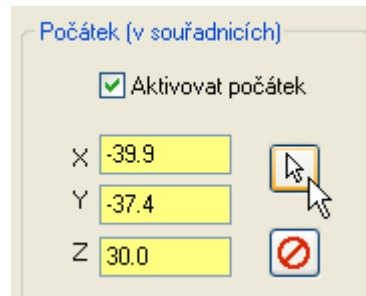 Počátek (v souřadnicích)
Aktivovat počátek
X -39.9
Y -37.4
Z 30.0